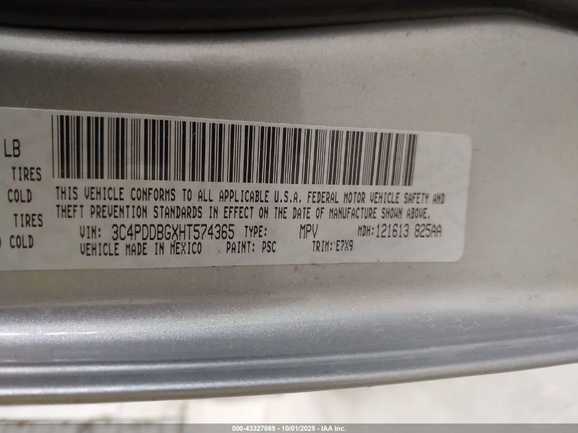 LB
TIRES
COLD
TIRES
COLD
THIS VEHICLE CONFORMS TO ALL APPLICABLE U.S.A. FEDERAL MOTOR VEHICLE SAFETY AND
THEFT PREVENTION STANDARDS IN EFFECT ON THE DATE OF MANUFACTURE SHOWN ABOVE.
VIN: 3C4PDDBGXHT574365 TYPE: MPV MDH: 121613 825AA
VEHICLE MADE IN MEXICO PAINT: PSC TRIM: E7X9
000-43327665 - 10/01/2025 - IAA Inc.